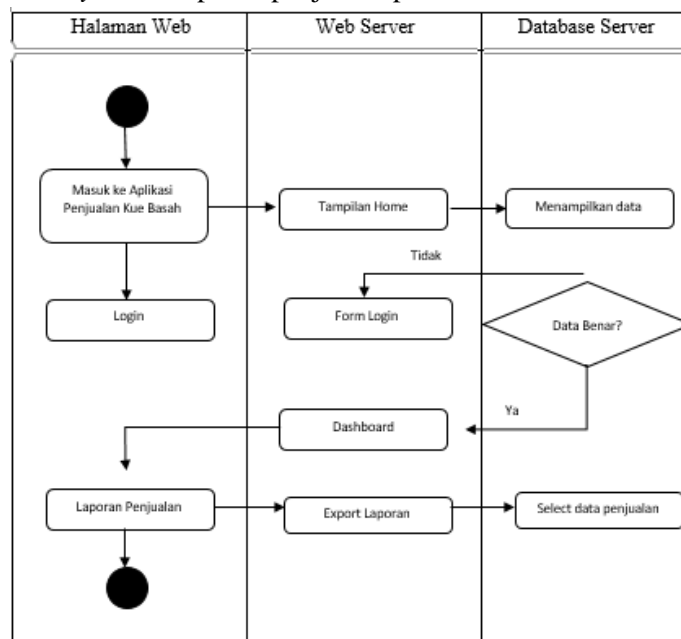 Halaman Web
Web Server
Database Server
Masuk ke Aplikasi
Penjualan Kue Basah
Tampilan Home
Menampilkan data
Tidak
Login
Form Login
Data Benar?
Ya
Dashboard
Laporan Penjualan
Export Laporan
Select data penjualan